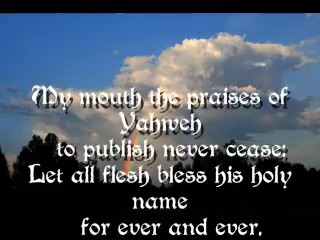 My mouth the praises of
Yahweh
to publish never cease:
Let all flesh bless his holy
name
for ever and ever.